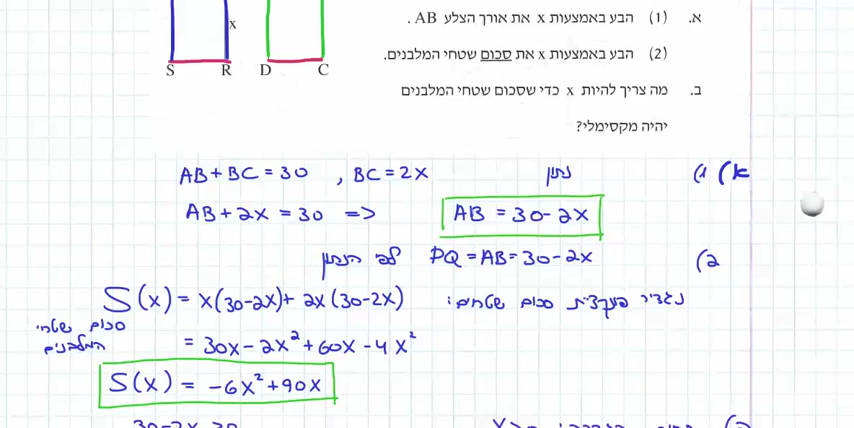 א. (1) הבע באמצעות x את אורך הצלע AB .
(2) הבע באמצעות x את סכום שטחי המלבנים.
ב. מה צריך להיות x כדי שסכום שטחי המלבנים
יהיה מקסימלי?
x
S R D C
א) 1) נתון AB + BC = 30 , BC = 2X
AB + 2X = 30 => AB = 30 - 2X
2) PQ = AB = 30 - 2X לפי הנתון
נגדיר פונקציית סכום שטחים:
S(x) = x(30-2x) + 2x(30-2x)
סכום שטחי
המלבנים
= 30x - 2x² + 60x - 4x²
S(x) = -6x² + 90x